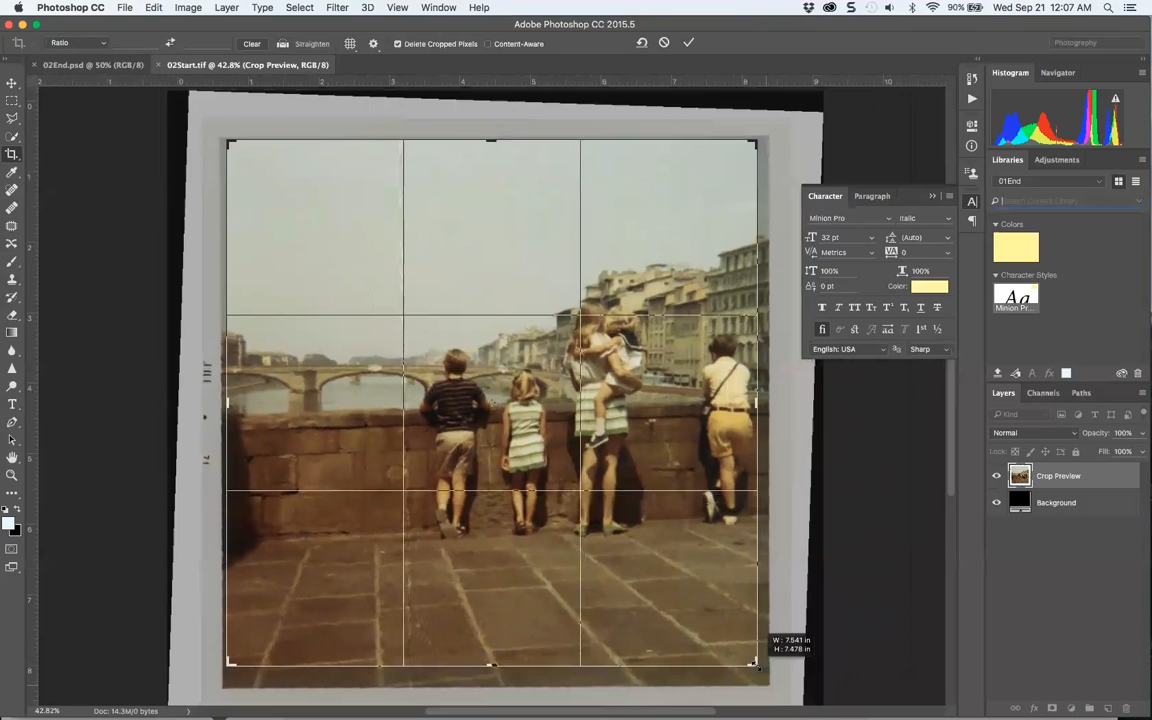 Photoshop CC File Edit Image Layer Type Select Filter 3D View Window Help 90% Wed Sep 21 12:07 AM
Adobe Photoshop CC 2015.5
Ratio Clear Straighten Delete Cropped Pixels Content-Aware Photography
02End.psd @ 50% (RGB/8) 02Start.tif @ 42.8% (Crop Preview, RGB/8)
Histogram Navigator
Libraries Adjustments
01End
Search Current Library
Colors
Character Styles
Aa
Minion Pr...
Character Paragraph
Minion Pro Italic
32 pt (Auto)
Metrics 0
100% 100%
0 pt Color:
English: USA Sharp
Layers Channels Paths
Kind
Normal Opacity: 100%
Lock: Fill: 100%
Crop Preview
Background
W: 7.541 in
H: 7.478 in
42.82% Doc: 14.3M/0 bytes